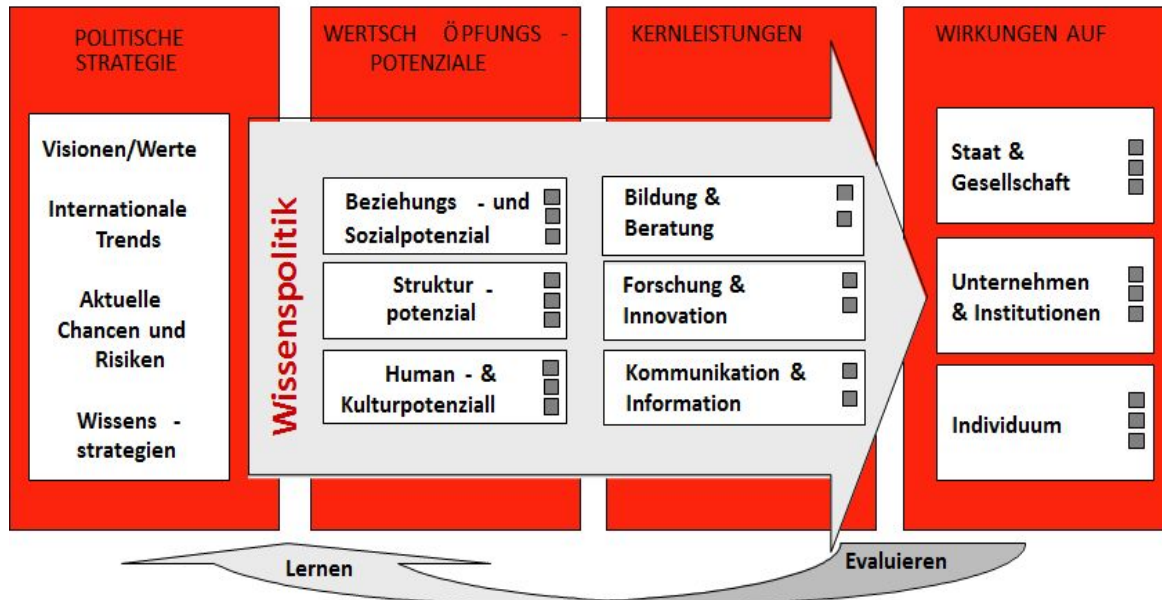 POLITISCHE
STRATEGIE
Visionen/Werte
Internationale
Trends
Aktuelle
Chancen und
Risiken
Wissens -
strategien
Wissenspolitik
WERTSCH ÖPFUNGS -
POTENZIALE
Beziehungs - und
Sozialpotenzial
Struktur -
potenzial
Human - &
Kulturpotenziall
KERNLEISTUNGEN
Bildung &
Beratung
Forschung &
Innovation
Kommunikation &
Information
WIRKUNGEN AUF
Staat &
Gesellschaft
Unternehmen
& Institutionen
Individuum
Lernen
Evaluieren